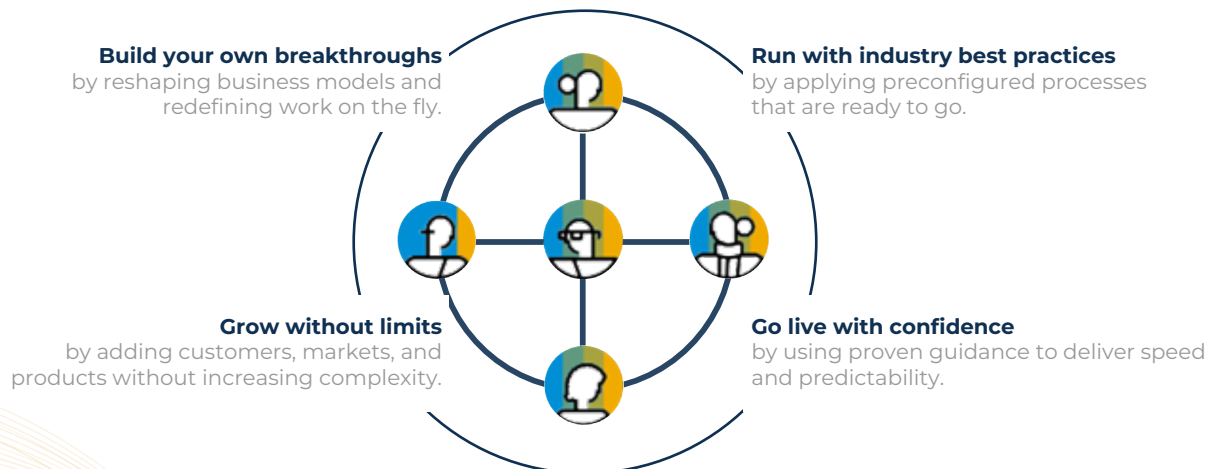 Build your own breakthroughs
by reshaping business models and
redefining work on the fly.
Run with industry best practices
by applying preconfigured processes
that are ready to go.
Grow without limits
by adding customers, markets, and
products without increasing complexity.
Go live with confidence
by using proven guidance to deliver speed
and predictability.